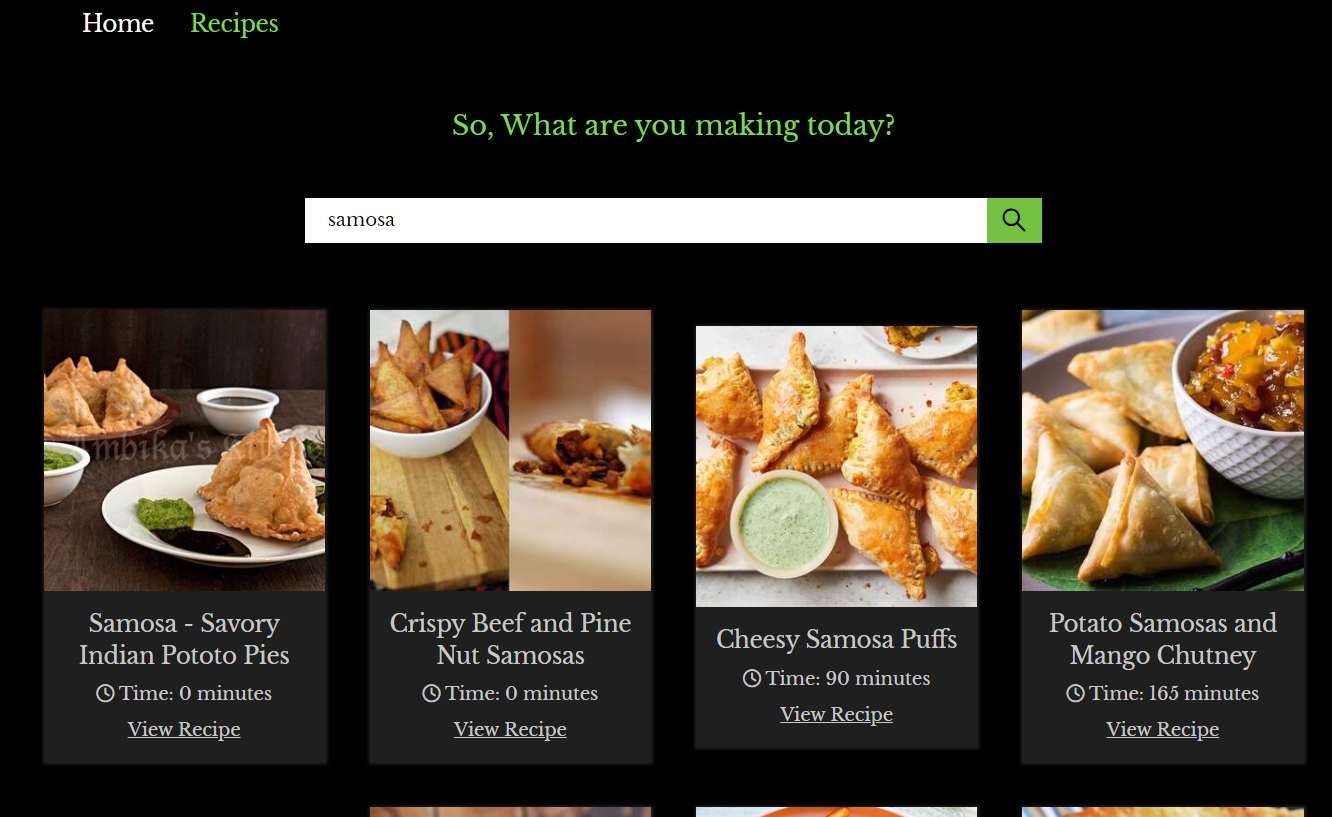 Home Recipes
So, What are you making today?
samosa
Samosa - Savory
Indian Pototo Pies
Time: 0 minutes
View Recipe
Crispy Beef and Pine
Nut Samosas
Time: 0 minutes
View Recipe
Cheesy Samosa Puffs
Time: 90 minutes
View Recipe
Potato Samosas and
Mango Chutney
Time: 165 minutes
View Recipe